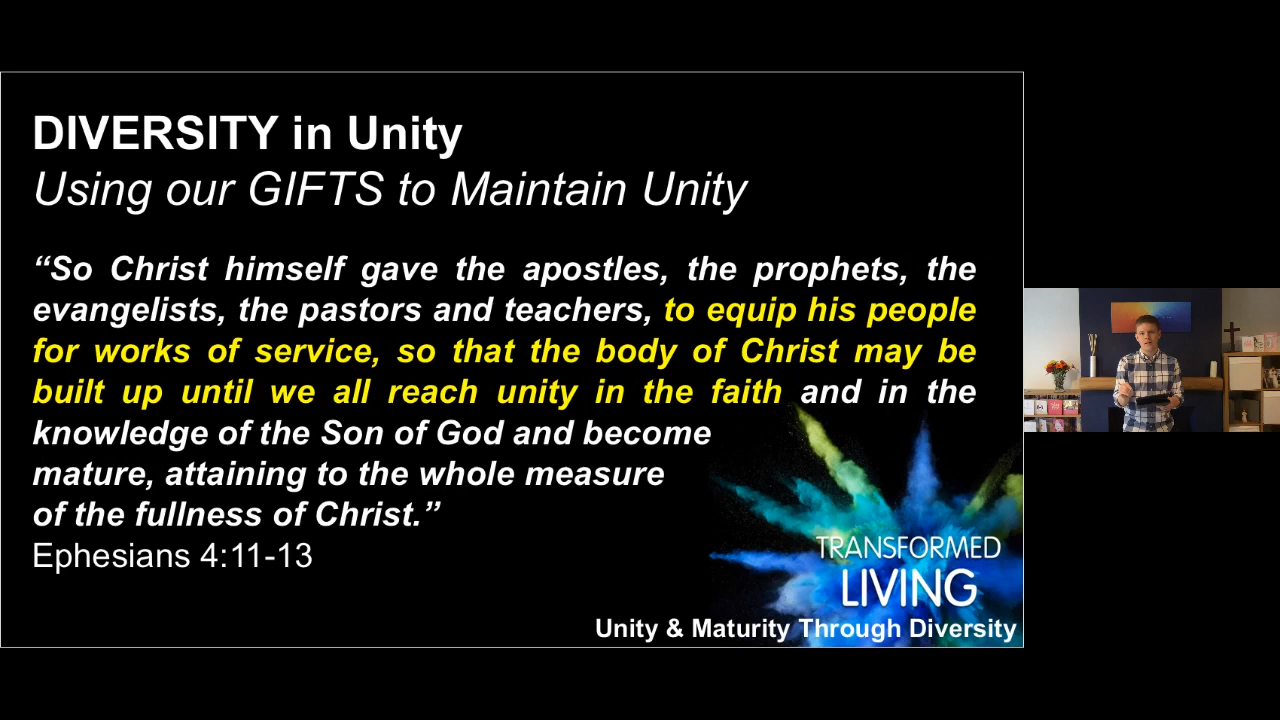 DIVERSITY in Unity
Using our GIFTS to Maintain Unity
“So Christ himself gave the apostles, the prophets, the
evangelists, the pastors and teachers, to equip his people
for works of service, so that the body of Christ may be
built up until we all reach unity in the faith and in the
knowledge of the Son of God and become
mature, attaining to the whole measure
of the fullness of Christ.”
Ephesians 4:11-13
TRANSFORMED
LIVING
Unity & Maturity Through Diversity